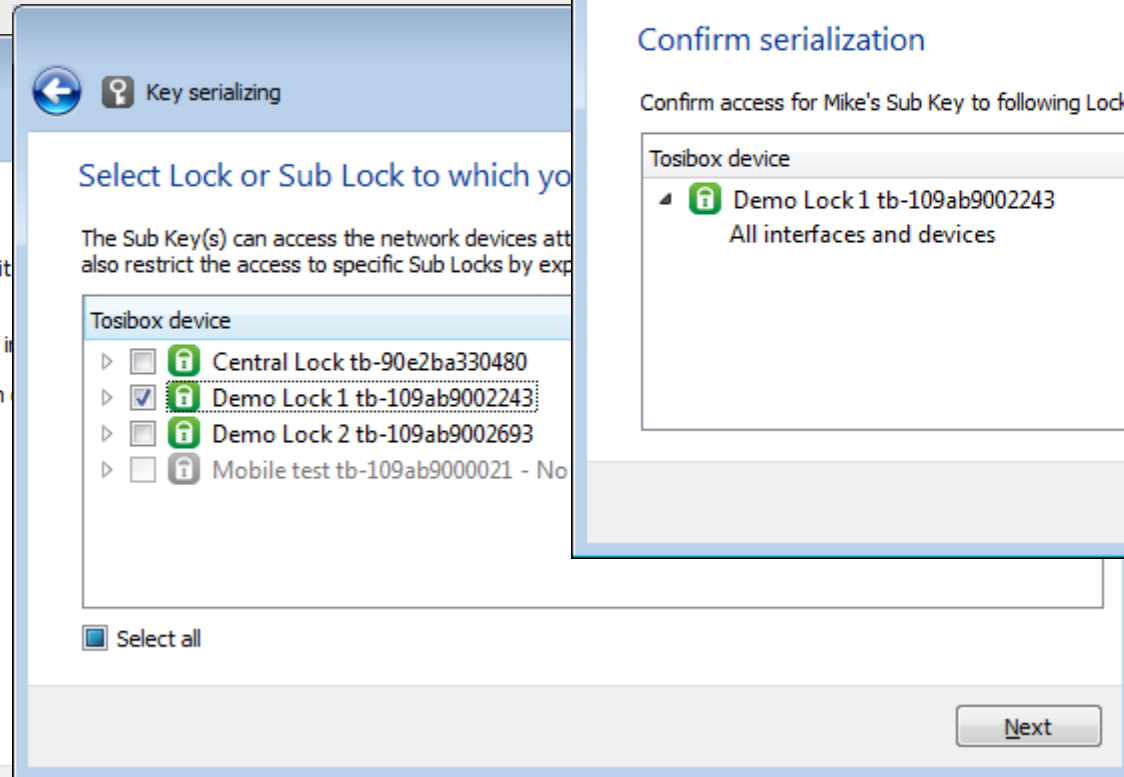 Key serializing
Select Lock or Sub Lock to which yo
The Sub Key(s) can access the network devices att
also restrict the access to specific Sub Locks by exp
Tosibox device
Central Lock tb-90e2ba330480
Demo Lock 1 tb-109ab9002243
Demo Lock 2 tb-109ab9002693
Mobile test tb-109ab9000021 - No
Select all
Next
Confirm serialization
Confirm access for Mike's Sub Key to following Lock
Tosibox device
Demo Lock 1 tb-109ab9002243
All interfaces and devices